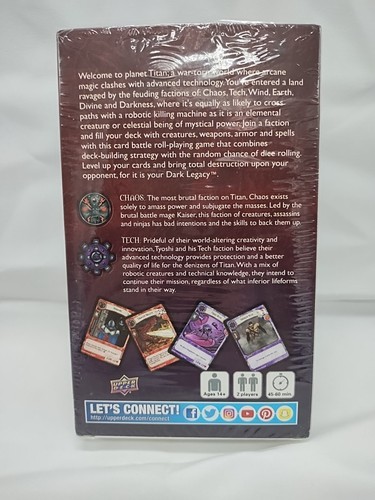 Welcome to planet Titan, a war-torn world where arcane
magic clashes with advanced technology. You've entered a land
ravaged by the feuding factions of: Chaos, Tech, Wind, Earth,
Divine and Darkness, where it's equally as likely to cross
paths with a robotic killing machine as it is an elemental
creature or celestial being of mystical power. Join a faction
and fill your deck with creatures, weapons, armor and spells
with this card battle roll-playing game that combines
deck-building strategy with the random chance of dice rolling.
Level up your cards and bring total destruction upon your
opponent, for it is your Dark Legacy™.
CHAOS: The most brutal faction on Titan, Chaos exists
solely to amass power and subjugate the masses. Led by the
brutal battle mage Kaiser, this faction of creatures, assassins
and ninjas has bad intentions and the skills to back them up.
TECH: Prideful of their world-altering creativity and
innovation, Tyoshi and his Tech faction believe their
advanced technology provides protection and a better
quality of life for the denizens of Titan. With a mix of
robotic creatures and technical knowledge, they intend to
continue their mission, regardless of what inferior lifeforms
stand in their way.
UPPER
DECK
Ages 14+
2 players
45-60 min
LET'S CONNECT!
http://upperdeck.com/connect